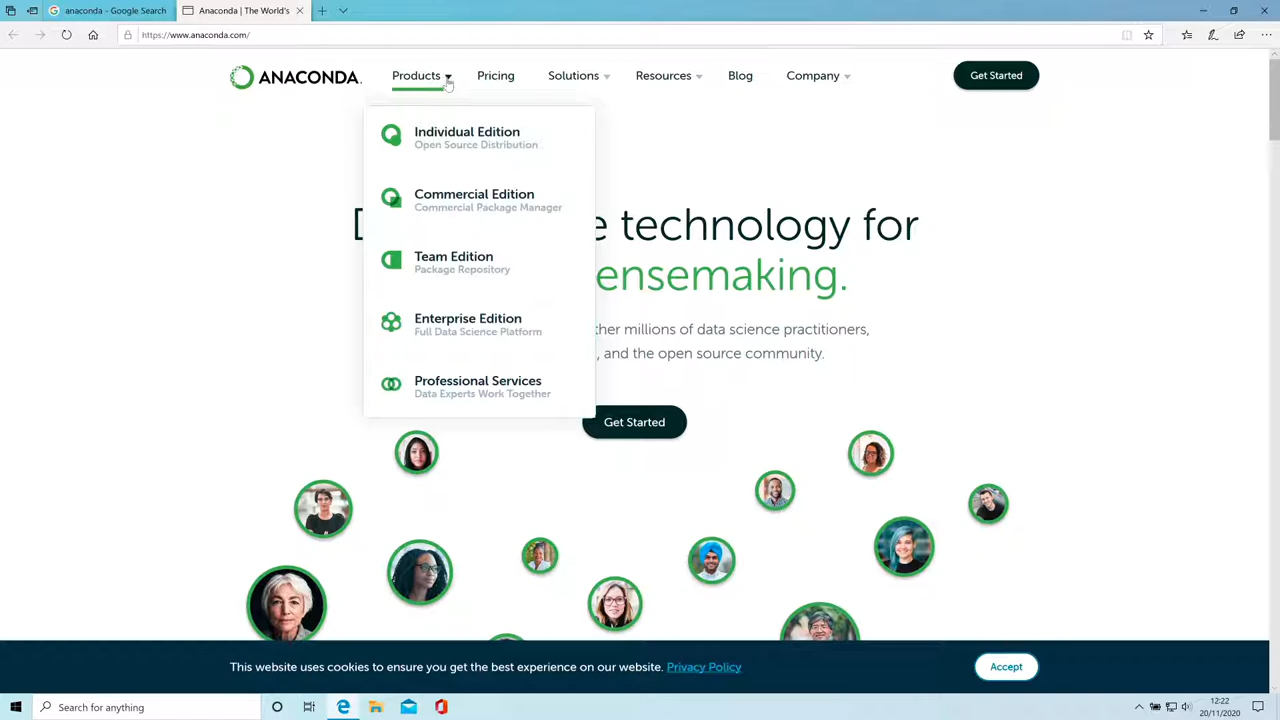 anaconda - Google Search
Anaconda | The World's
https://www.anaconda.com/
ANACONDA.
Products
Pricing
Solutions
Resources
Blog
Company
Get Started
Individual Edition
Open Source Distribution
Commercial Edition
Commercial Package Manager
Team Edition
Package Repository
Enterprise Edition
Full Data Science Platform
Professional Services
Data Experts Work Together
technology for
ensemaking.
millions of data science practitioners,
, and the open source community.
Get Started
This website uses cookies to ensure you get the best experience on our website. Privacy Policy
Accept
Search for anything
12:22
20/11/2020